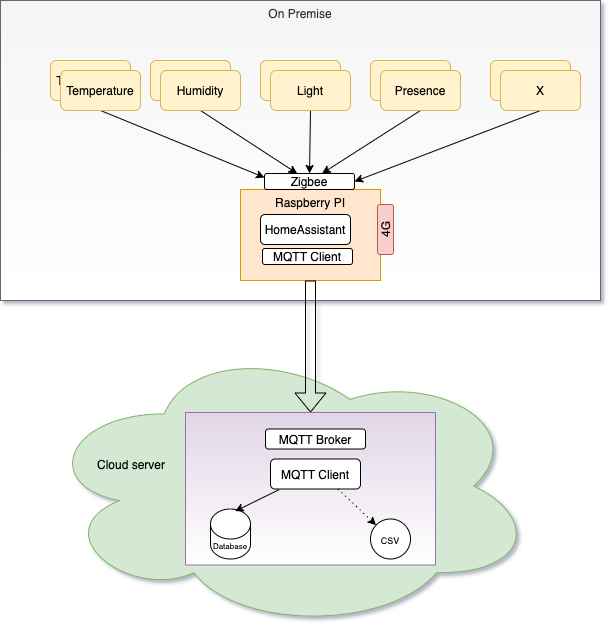 On Premise
Temperature
Humidity
Light
Presence
X
Zigbee
Raspberry PI
HomeAssistant
4G
MQTT Client
MQTT Broker
Cloud server
MQTT Client
Database
CSV